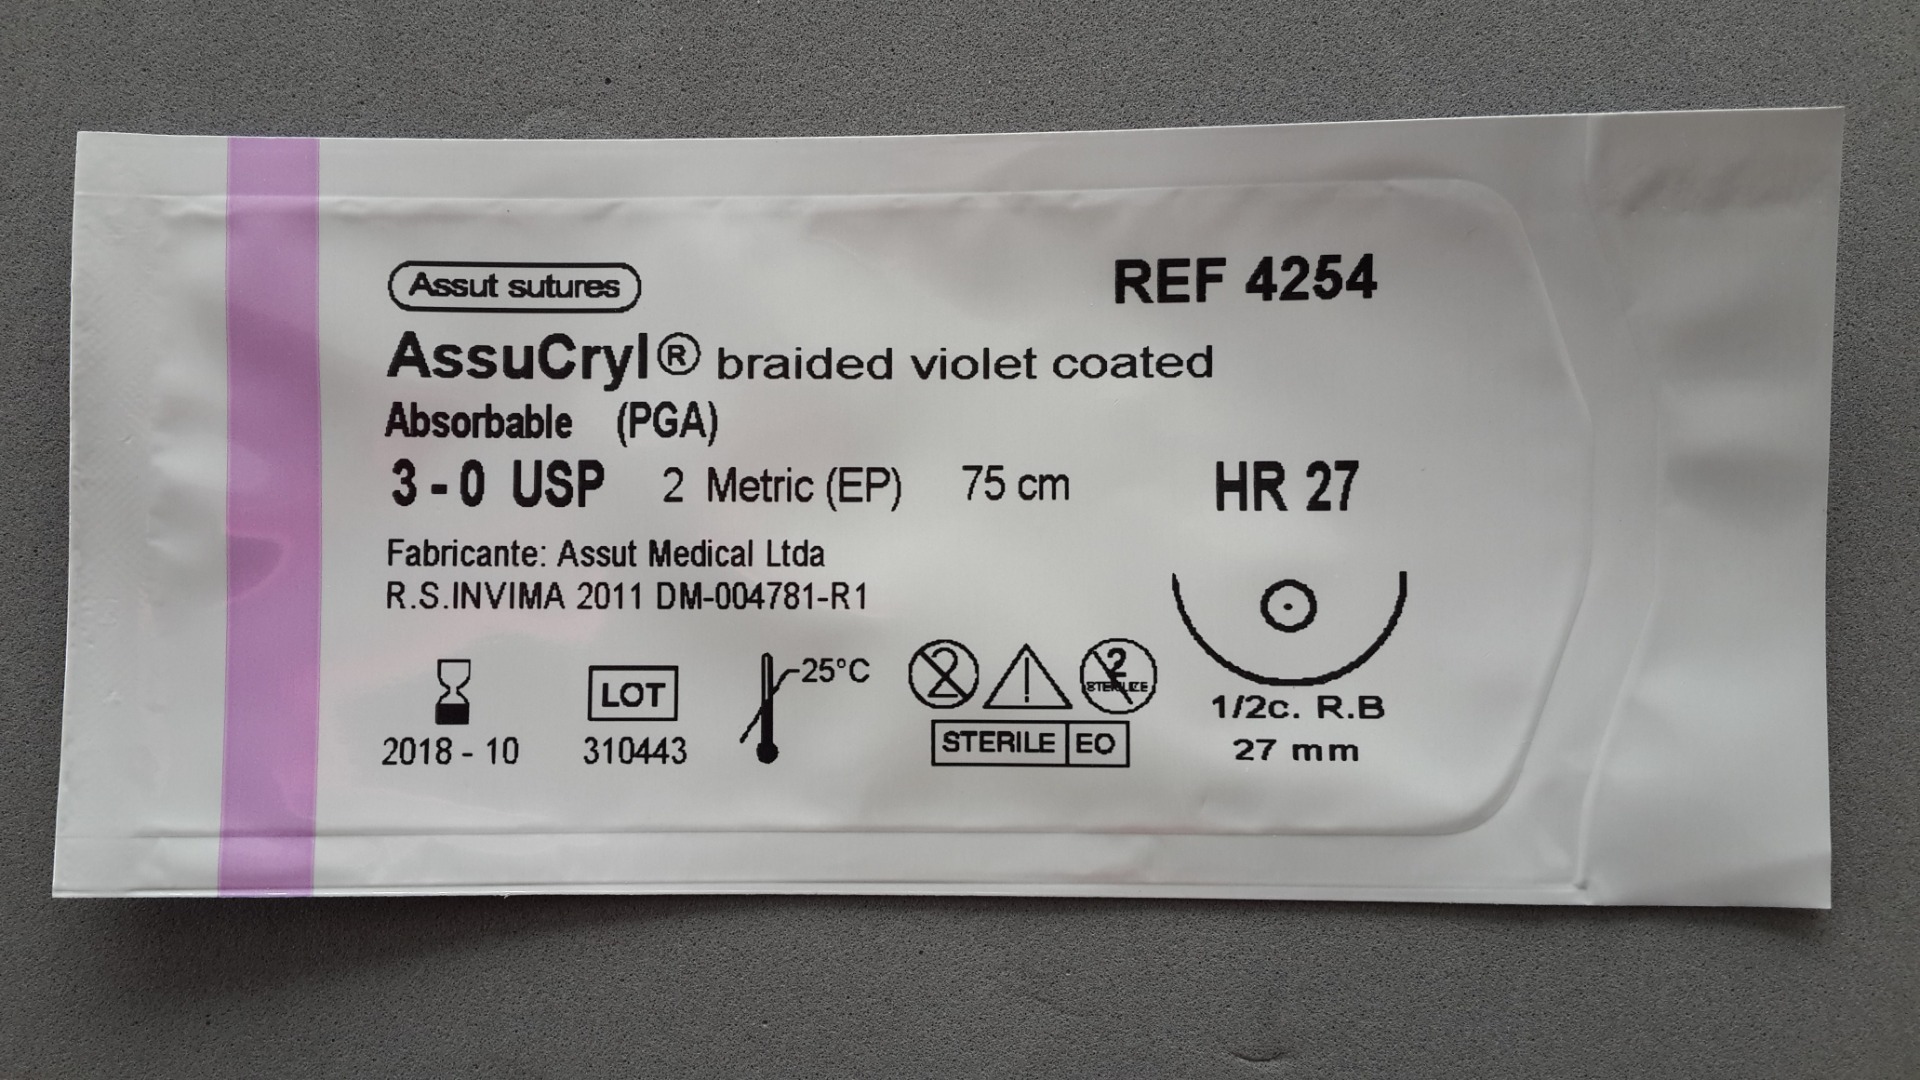 Assut sutures
REF 4254
AssuCryl® braided violet coated
Absorbable (PGA)
3-0 USP 2 Metric (EP) 75 cm HR 27
Fabricante: Assut Medical Ltda
R.S.INVIMA 2011 DM-004781-R1
25°C
2
2
STERILIZE
LOT
2018 - 10
310443
STERILE EO
1/2c. R.B
27 mm